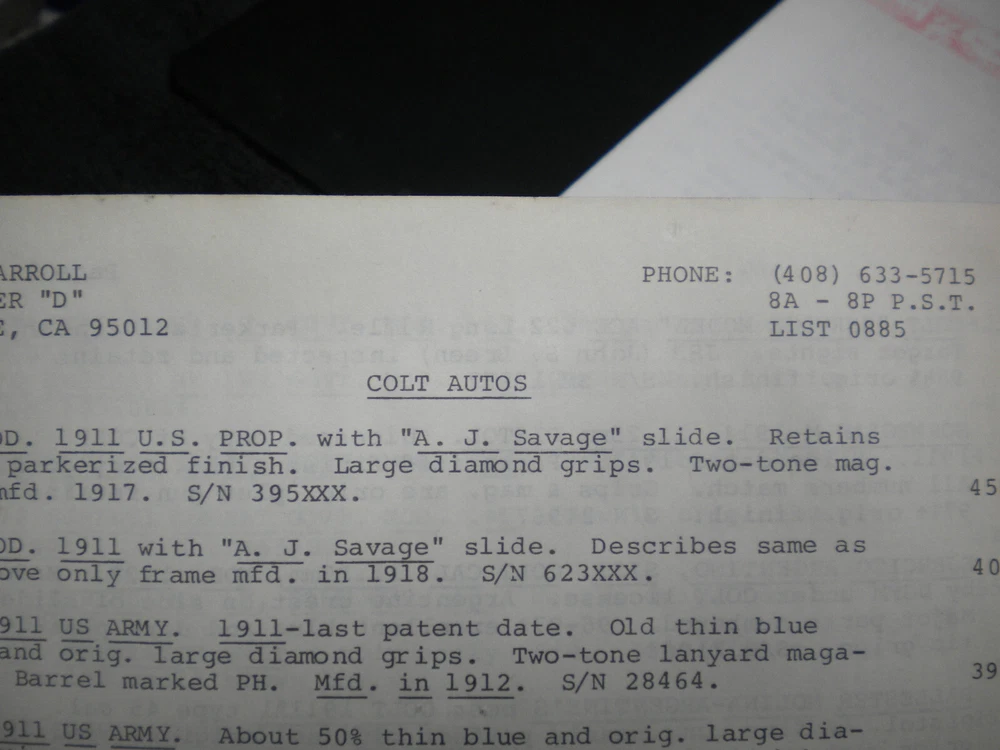 ARROLL PHONE: (408) 633-5715
ER "D" 8A - 8P P.S.T.
E, CA 95012 LIST 0885
COLT AUTOS
OD. 1911 U.S. PROP. with "A. J. Savage" slide. Retains
parkerized finish. Large diamond grips. Two-tone mag.
mfd. 1917. S/N 395XXX. 45
OD. 1911 with "A. J. Savage" slide. Describes same as
ove only frame mfd. in 1918. S/N 623XXX. 40
911 US ARMY. 1911-last patent date. Old thin blue
and orig. large diamond grips. Two-tone lanyard maga-
Barrel marked PH. Mfd. in 1912. S/N 28464. 39
911 US ARMY. About 50% thin blue and orig. large dia-